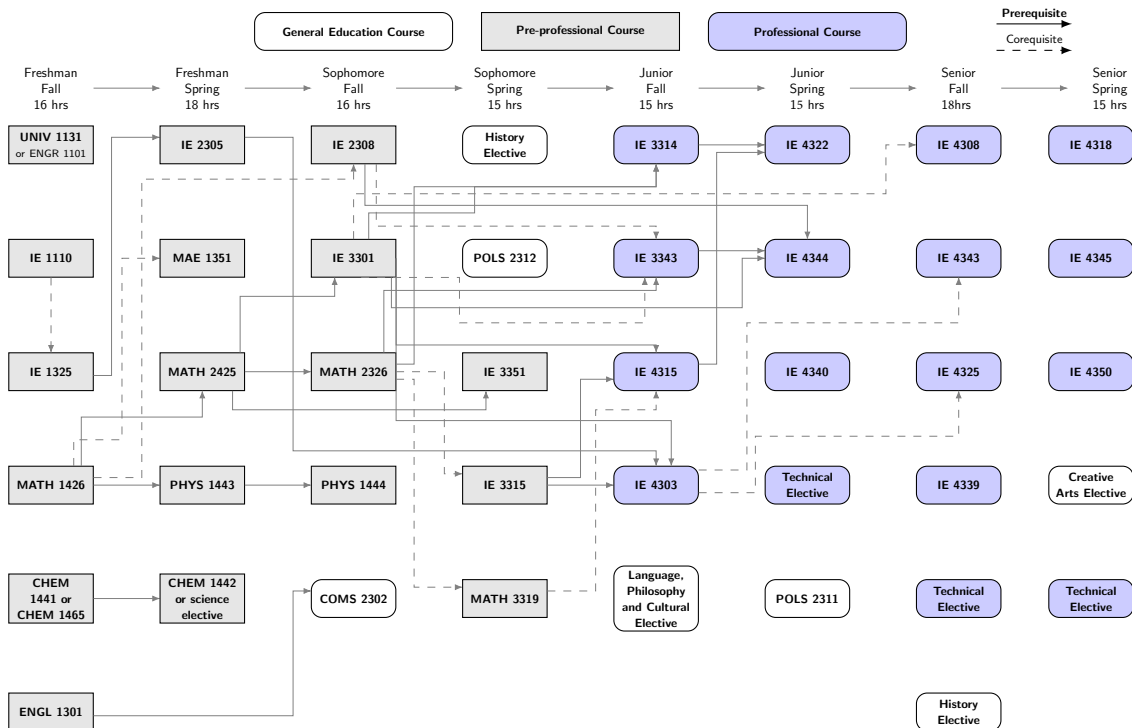 General Education Course
Pre-professional Course
Professional Course
Prerequisite
Corequisite
Freshman
Fall
16 hrs
Freshman
Spring
18 hrs
Sophomore
Fall
16 hrs
Sophomore
Spring
15 hrs
Junior
Fall
15 hrs
Junior
Spring
15 hrs
Senior
Fall
18hrs
Senior
Spring
15 hrs
UNIV 1131
or ENGR 1101
IE 2305
IE 2308
History
Elective
IE 3314
IE 4322
IE 4308
IE 4318
IE 1110
MAE 1351
IE 3301
POLS 2312
IE 3343
IE 4344
IE 4343
IE 4345
IE 1325
MATH 2425
MATH 2326
IE 3351
IE 4315
IE 4340
IE 4325
IE 4350
MATH 1426
PHYS 1443
PHYS 1444
IE 3315
IE 4303
Technical
Elective
IE 4339
Creative
Arts Elective
CHEM
1441 or
CHEM 1465
CHEM 1442
or science
elective
COMS 2302
MATH 3319
Language,
Philosophy
and Cultural
Elective
POLS 2311
Technical
Elective
Technical
Elective
ENGL 1301
History
Elective